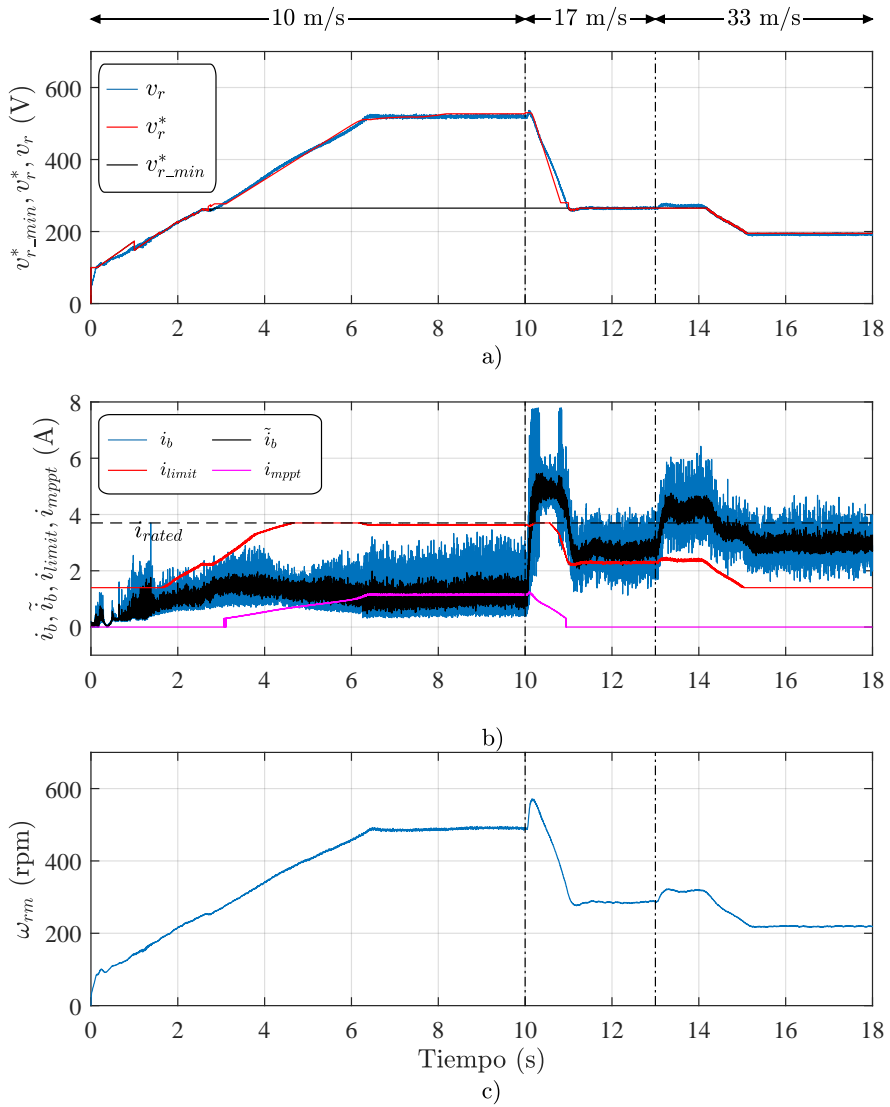 10 m/s 17 m/s 33 m/s
v*r_min, v*r, vr (V)
600
400
200
0
vr
v*r
v*r_min
0 2 4 6 8 10 12 14 16 18
a)
ib, ĩb, ilimit, imppt (A)
8
6
4
2
0
ib ĩb
ilimit imppt
irated
0 2 4 6 8 10 12 14 16 18
b)
ωrm (rpm)
600
400
200
0
0 2 4 6 8 10 12 14 16 18
Tiempo (s)
c)